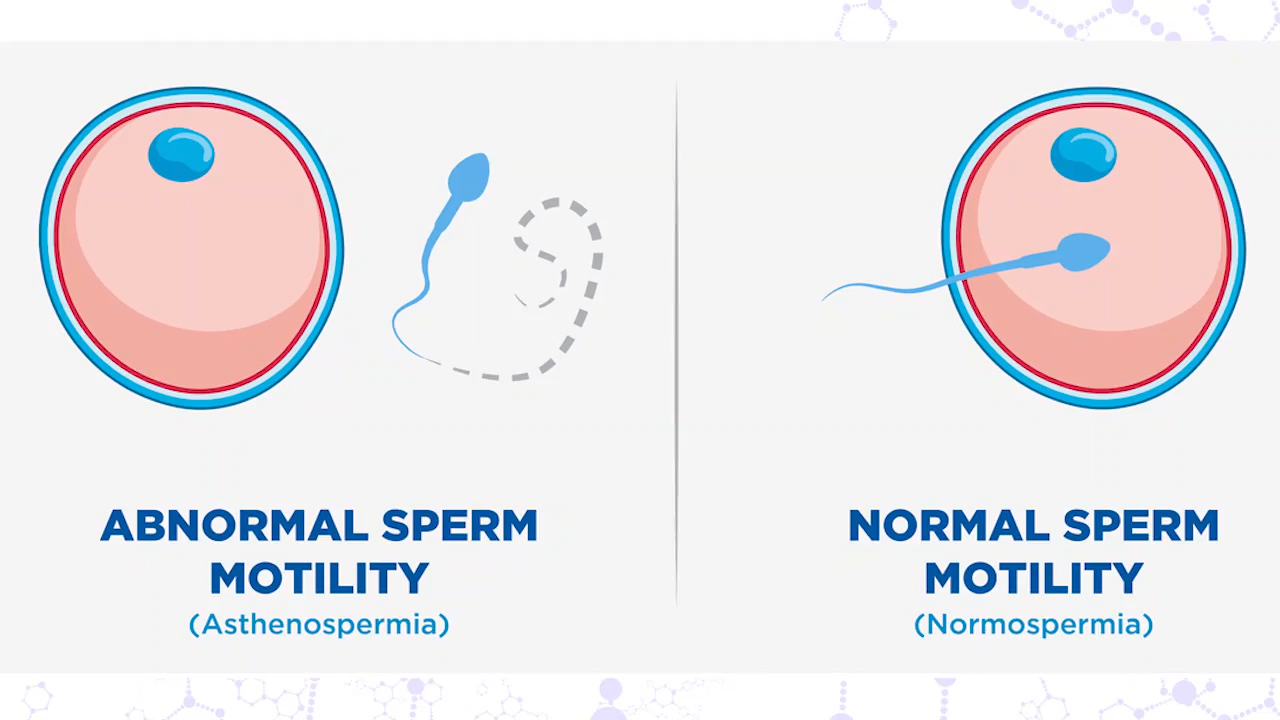 ABNORMAL SPERM
MOTILITY
(Asthenospermia)
NORMAL SPERM
MOTILITY
(Normospermia)